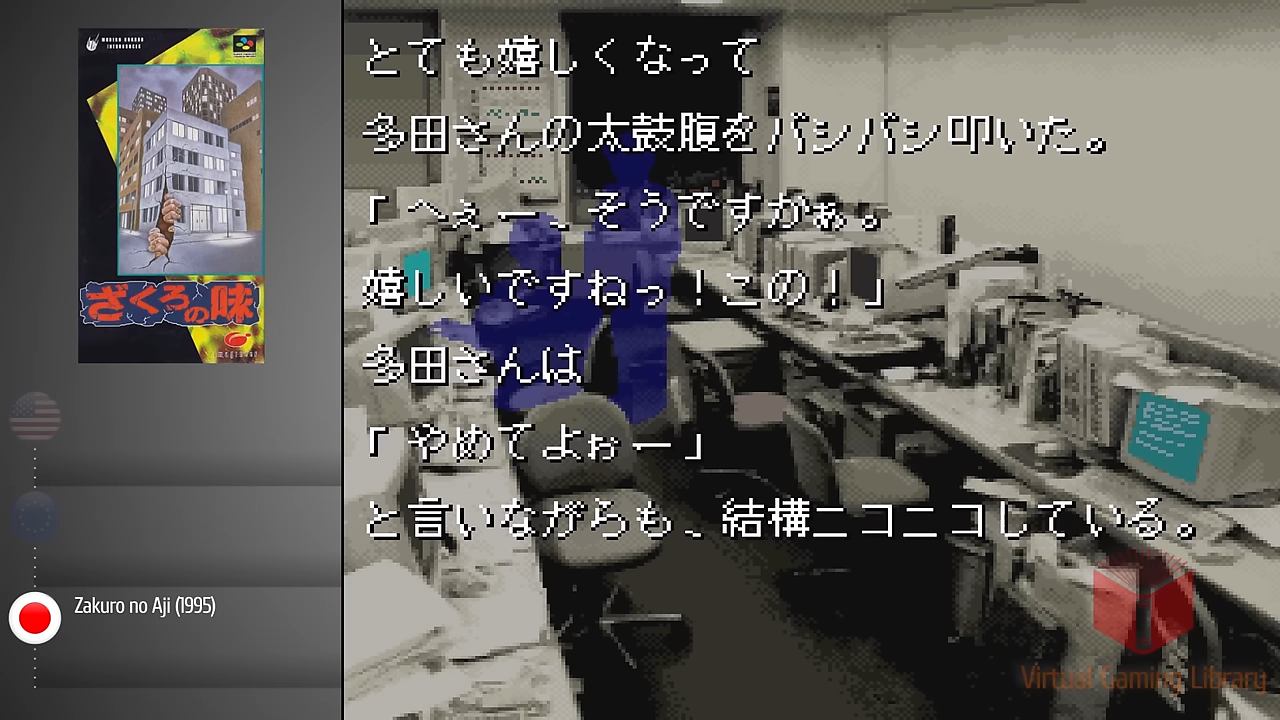 ざくろの味
Zakuro no Aji (1995)
とても嬉しくなって
多田さんの太鼓腹をバシバシ叩いた。
「へぇー、そうですかぁ。
嬉しいですねっ！この！」
多田さんは
「やめてよぉー」
と言いながらも、結構ニコニコしている。
Virtual Gaming Library